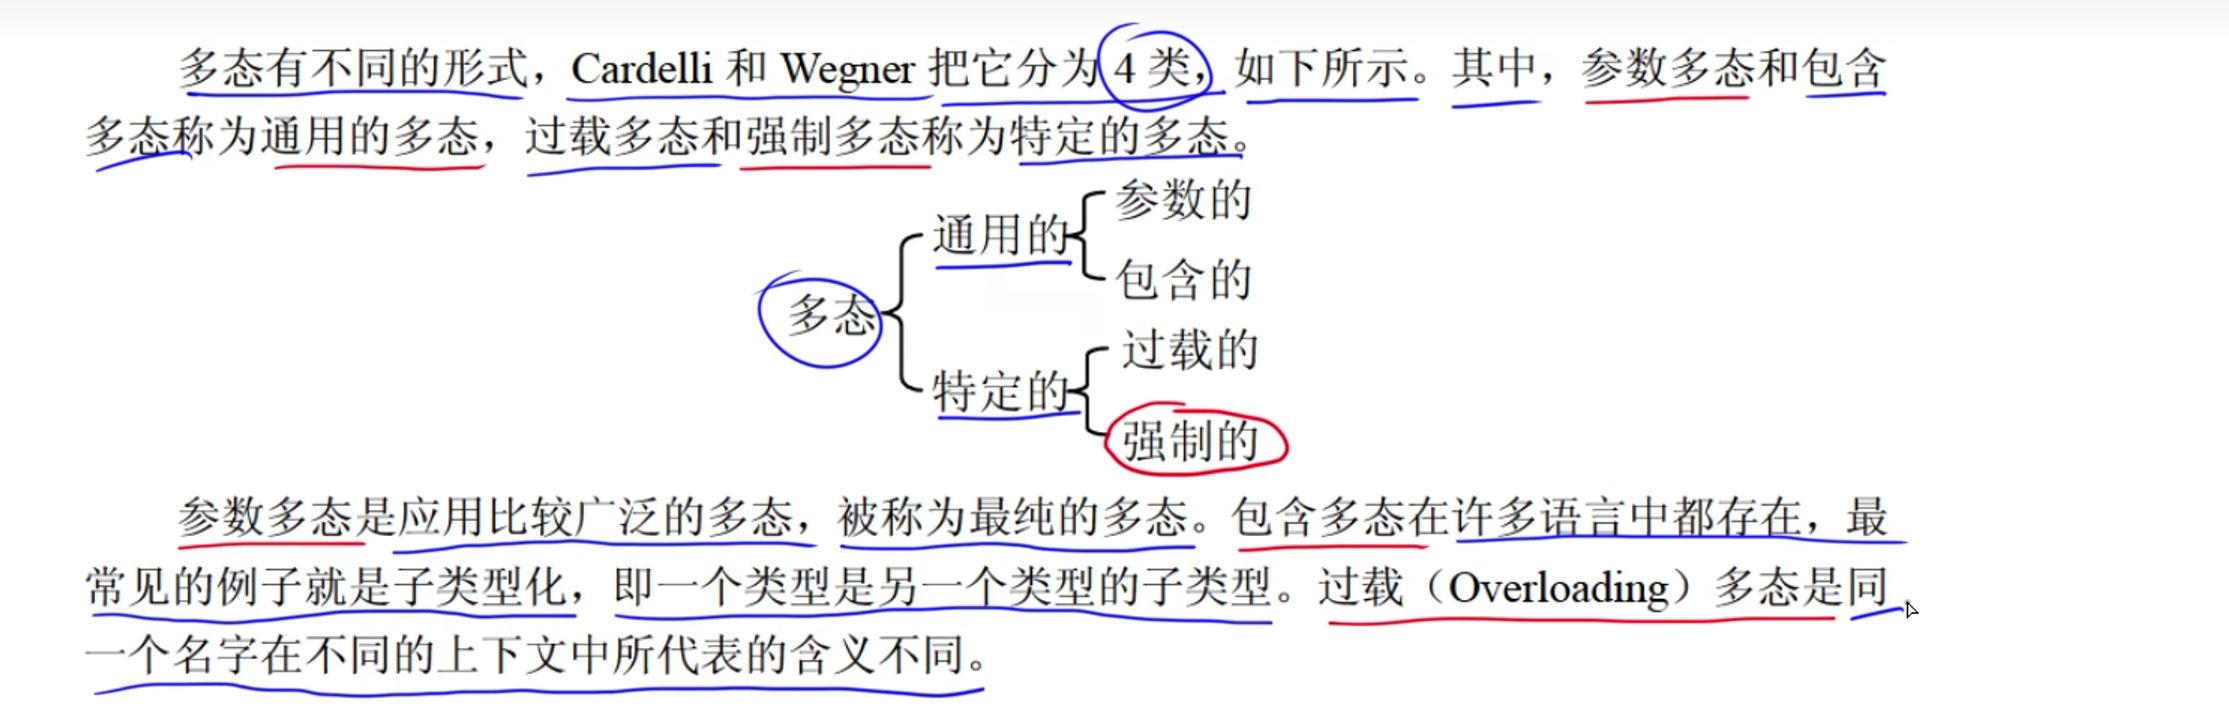 多态有不同的形式，Cardelli 和 Wegner 把它分为 4 类，如下所示。其中，参数多态和包含
多态称为通用的多态，过载多态和强制多态称为特定的多态。
参数的
通用的
包含的
多态
过载的
特定的
强制的
参数多态是应用比较广泛的多态，被称为最纯的多态。包含多态在许多语言中都存在，最
常见的例子就是子类型化，即一个类型是另一个类型的子类型。过载（Overloading）多态是同
一个名字在不同的上下文中所代表的含义不同。